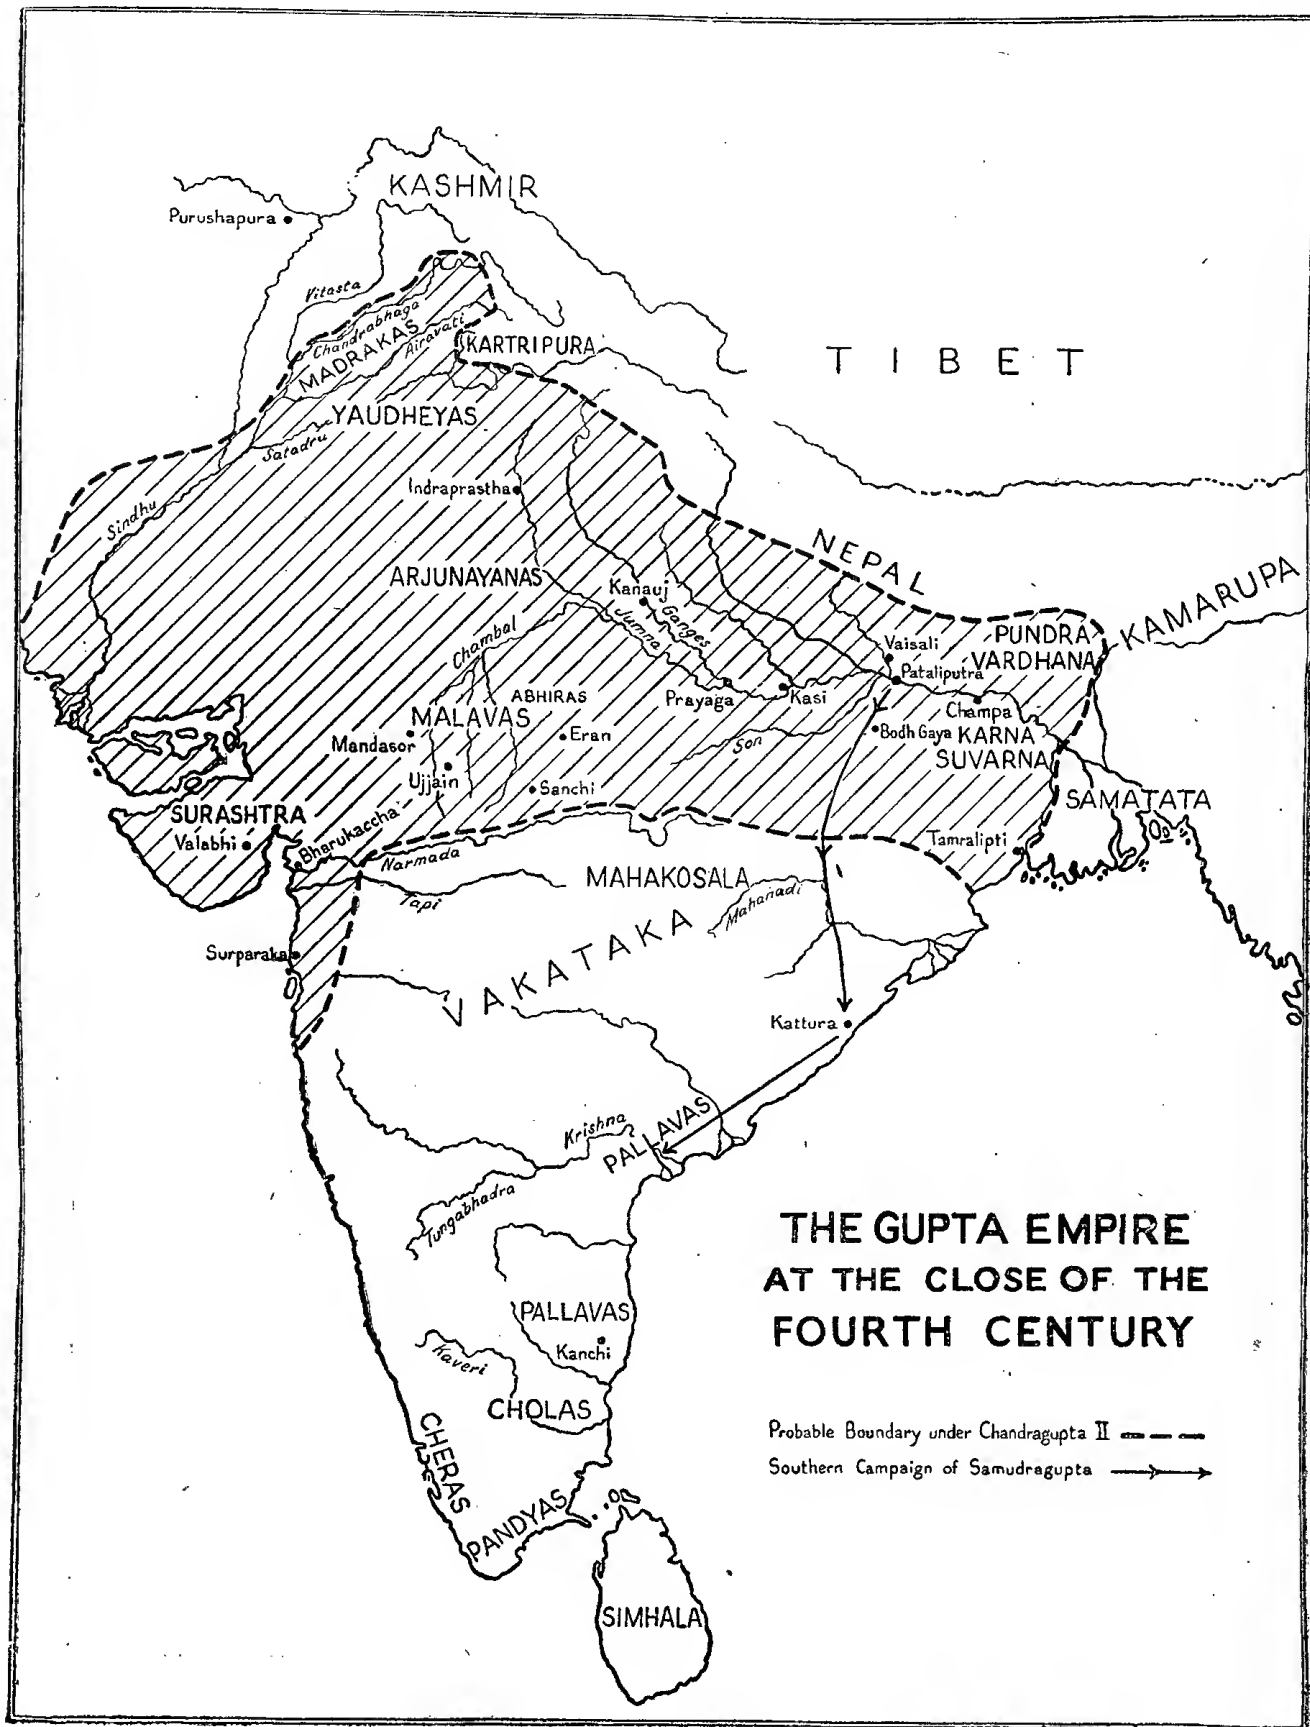 KASHMIR
Purushapura
Vitasta
Chandrabhaga
MADRAKAS
Airavati
KARTRIPURA
TIBET
YAUDHEYAS
Satadru
Indraprastha
Sindhu
NEPAL
ARJUNAYANAS
Kanauj
Ganges
Jumna
KAMARUPA
Chambal
PUNDRA
VARDHANA
Vaisali
Pataliputra
ABHIRAS
Prayaga
Kasi
Champa
MALAVAS
Mandasor
Eran
Son
Bodh Gaya
KARNA
SUVARNA
Ujjain
Sanchi
SAMATATA
SURASHTRA
Valabhi
Bharukaccha
Tamralipti
Narmada
MAHAKOSALA
Tapi
Mahanadi
VAKATAKA
Surparaka
Kattura
Krishna
PALLAVAS
Tungabhadra
THE GUPTA EMPIRE
AT THE CLOSE OF THE
FOURTH CENTURY
PALLAVAS
Kanchi
Kaveri
CHOLAS
CHERAS
PANDYAS
Probable Boundary under Chandragupta II
Southern Campaign of Samudragupta
SIMHALA